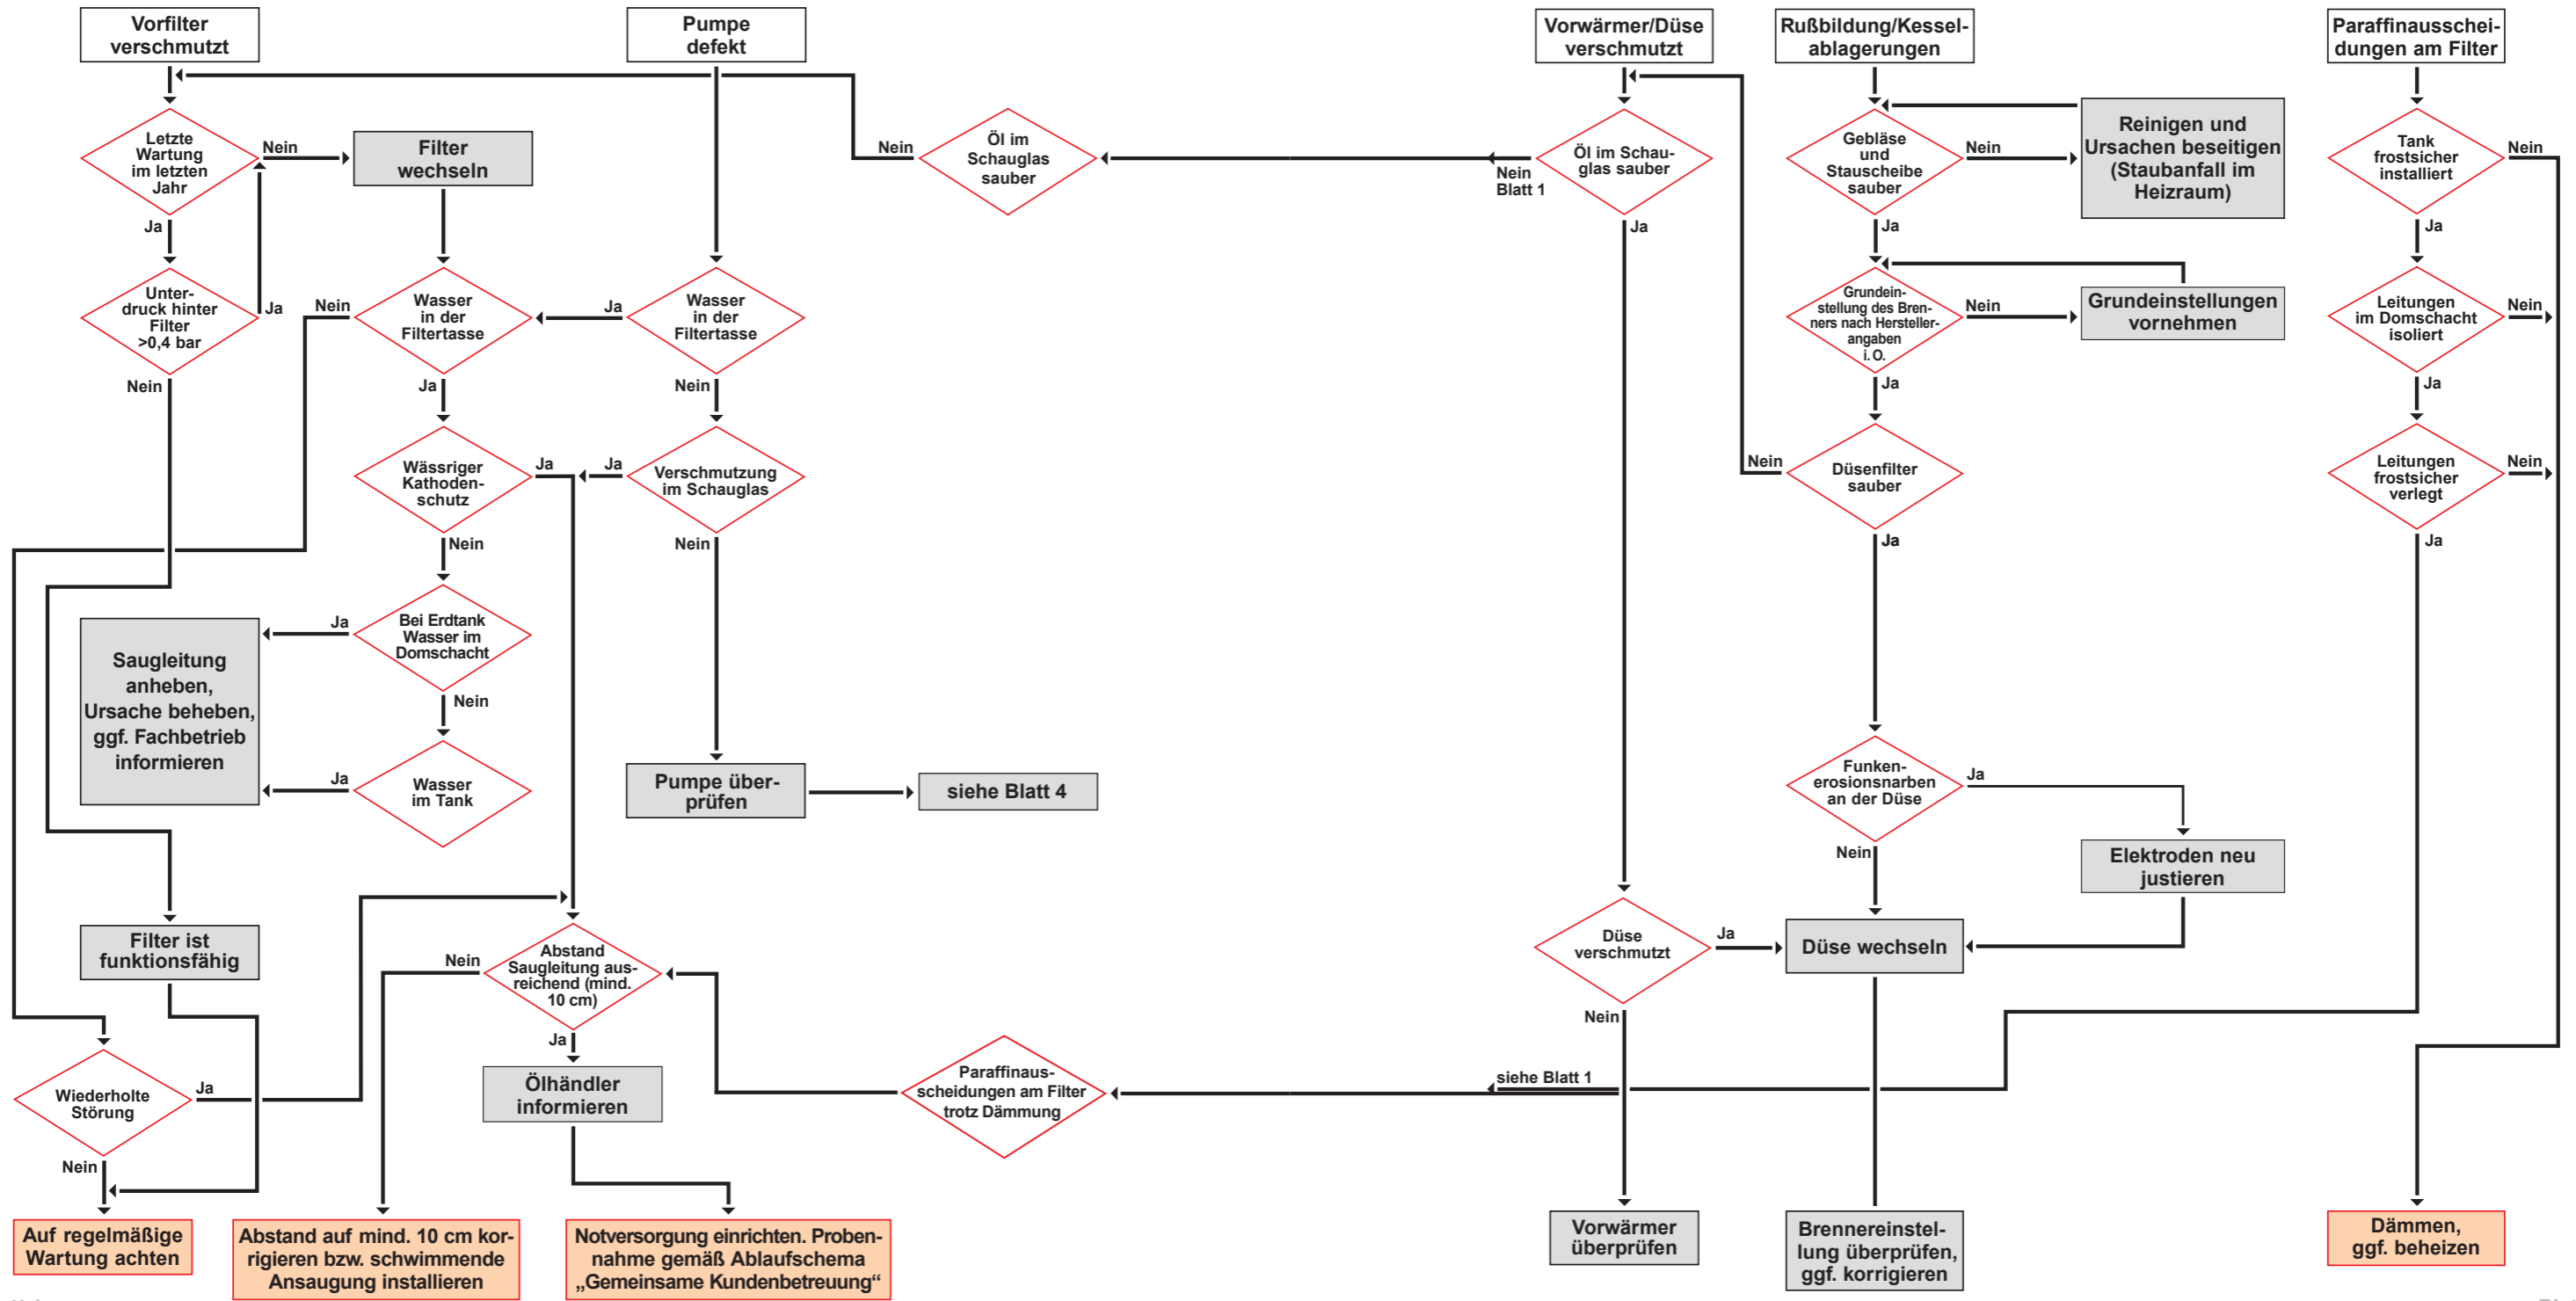 Vorfilter
verschmutzt
Pumpe
defekt
Vorwärmer/Düse
verschmutzt
Rußbildung/Kessel-
ablagerungen
Paraffinausschei-
dungen am Filter
Letzte
Wartung
im letzten
Jahr
Nein
Ja
Filter
wechseln
Nein
Öl im
Schauglas
sauber
Nein
Blatt 1
Öl im Schau-
glas sauber
Ja
Gebläse
und
Stauscheibe
sauber
Nein
Ja
Reinigen und
Ursachen beseitigen
(Staubanfall im
Heizraum)
Tank
frostsicher
installiert
Nein
Ja
Unter-
druck hinter
Filter
>0,4 bar
Ja
Nein
Nein
Wasser
in der
Filtertasse
Ja
Ja
Wasser
in der
Filtertasse
Nein
Grundein-
stellung des Bren-
ners nach Hersteller-
angaben
i. O.
Nein
Ja
Grundeinstellungen
vornehmen
Leitungen
im Domschacht
isoliert
Nein
Ja
Wässriger
Kathoden-
schutz
Ja
Nein
Ja
Verschmutzung
im Schauglas
Nein
Nein
Düsenfilter
sauber
Ja
Leitungen
frostsicher
verlegt
Nein
Ja
Saugleitung
anheben,
Ursache beheben,
ggf. Fachbetrieb
informieren
Ja
Bei Erdtank
Wasser im
Domschacht
Nein
Ja
Wasser
im Tank
Pumpe über-
prüfen
siehe Blatt 4
Funken-
erosionsnarben
an der Düse
Ja
Nein
Elektroden neu
justieren
Filter ist
funktionsfähig
Nein
Abstand
Saugleitung aus-
reichend (mind.
10 cm)
Ja
Düse
verschmutzt
Ja
Nein
Düse wechseln
Wiederholte
Störung
Ja
Nein
Ölhändler
informieren
Paraffinaus-
scheidungen am Filter
trotz Dämmung
siehe Blatt 1
Auf regelmäßige
Wartung achten
Abstand auf mind. 10 cm kor-
rigieren bzw. schwimmende
Ansaugung installieren
Notversorgung einrichten. Proben-
nahme gemäß Ablaufschema
„Gemeinsame Kundenbetreuung“
Vorwärmer
überprüfen
Brennereinstel-
lung überprüfen,
ggf. korrigieren
Dämmen,
ggf. beheizen